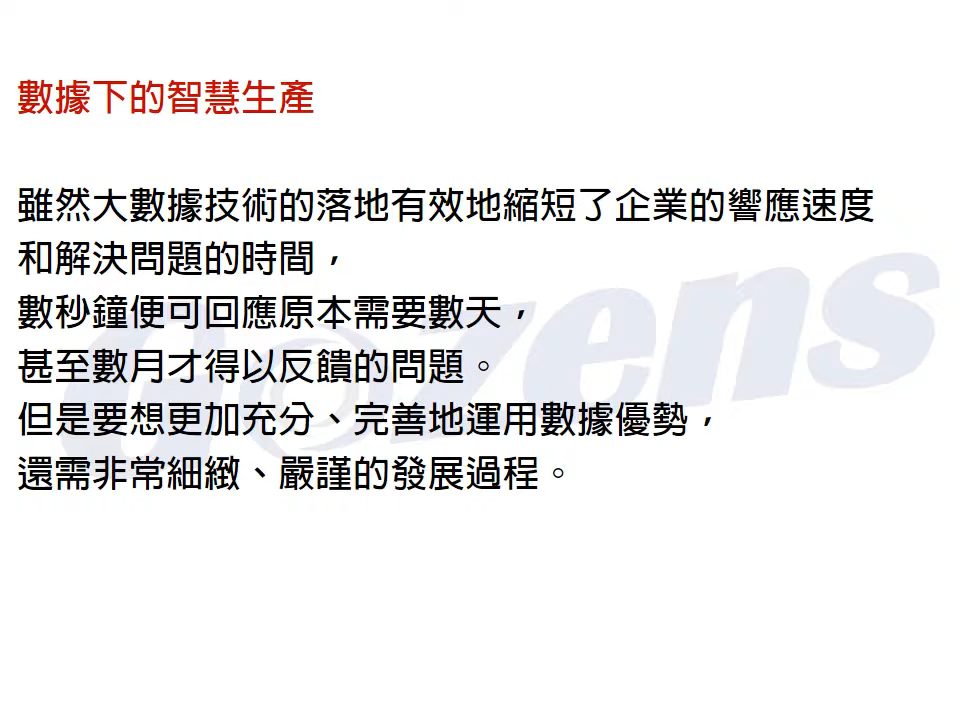 數據下的智慧生產
雖然大數據技術的落地有效地縮短了企業的響應速度
和解決問題的時間，
數秒鐘便可回應原本需要數天，
甚至數月才得以反饋的問題。
但是要想更加充分、完善地運用數據優勢，
還需非常細緻、嚴謹的發展過程。
Gozens